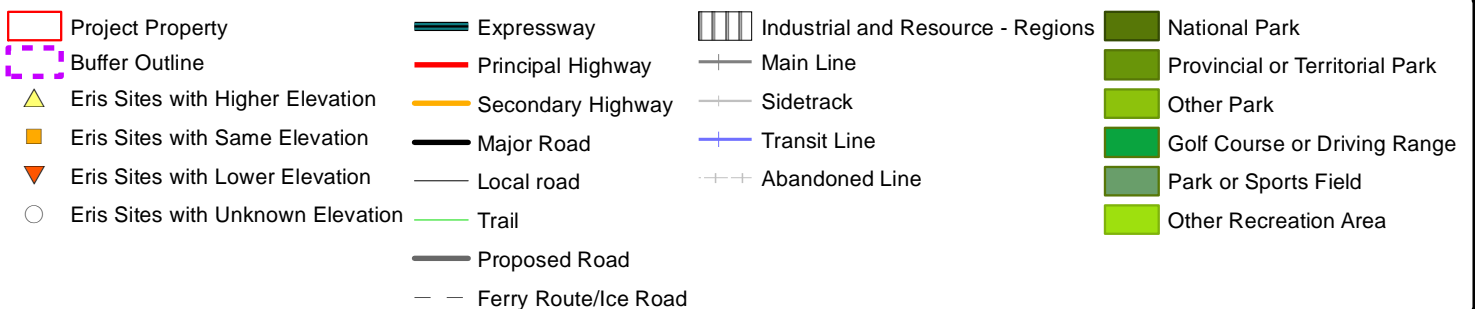 Project Property
Buffer Outline
Eris Sites with Higher Elevation
Eris Sites with Same Elevation
Eris Sites with Lower Elevation
Eris Sites with Unknown Elevation
Expressway
Principal Highway
Secondary Highway
Major Road
Local road
Trail
Proposed Road
Ferry Route/Ice Road
Industrial and Resource - Regions
Main Line
Sidetrack
Transit Line
Abandoned Line
National Park
Provincial or Territorial Park
Other Park
Golf Course or Driving Range
Park or Sports Field
Other Recreation Area